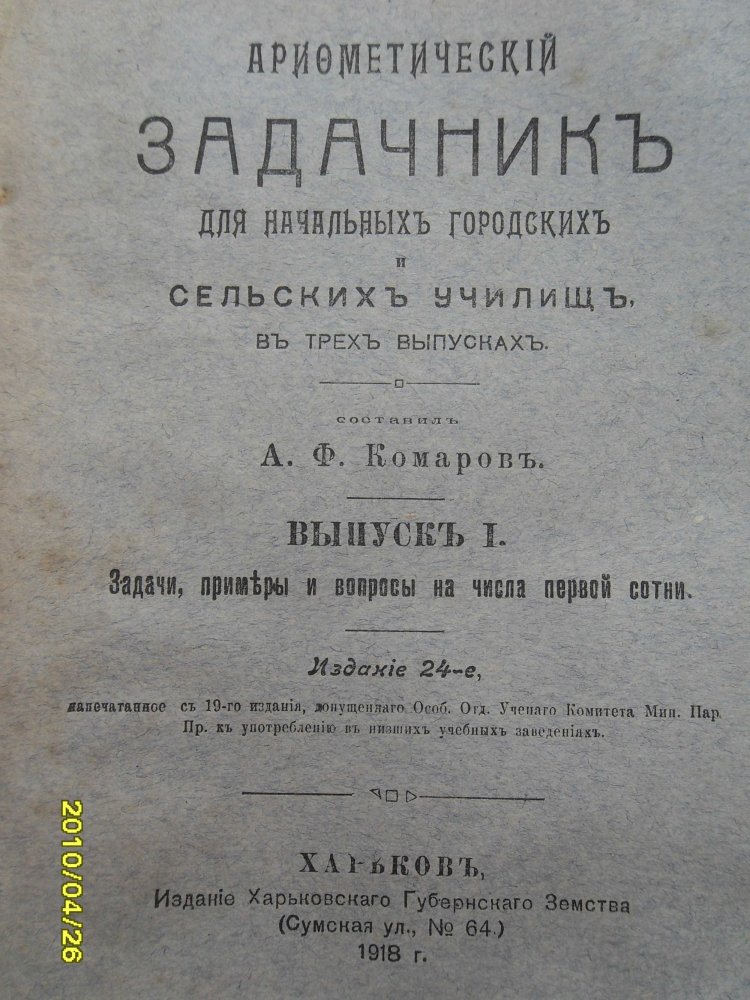 АРИѲМЕТИЧЕСКІЙ
ЗАДАЧНИКЪ
ДЛЯ НАЧАЛЬНЫХЪ ГОРОДСКИХЪ
и
СЕЛЬСКИХЪ УЧИЛИЩЪ,
ВЪ ТРЕХЪ ВЫПУСКАХЪ.
СОСТАВИЛЪ
А. Ф. Комаровъ.
ВЫПУСКЪ I.
Задачи, примѣры и вопросы на числа первой сотни.
Изданіе 24-е,
напечатанное съ 19-го изданія, допущеннаго Особ. Отд. Ученаго Комитета Мин. Нар.
Пр. къ употребленію въ низшихъ учебныхъ заведеніяхъ.
ХАРЬКОВЪ,
Изданіе Харьковскаго Губернскаго Земства
(Сумская ул., № 64.)
1918 г.
2010/04/26